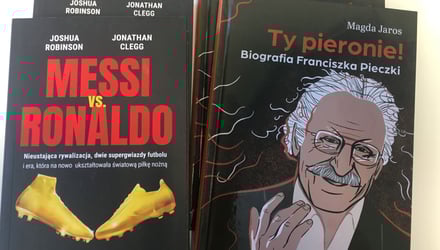 JOSHUA
ROBINSON
JONATHAN
CLEGG
JOSHUA
ROBINSON
JONATHAN
CLEGG
MESSI
vs.
RONALDO
Nieustająca rywalizacja, dwie supergwiazdy futbolu
i era, która na nowo ukształtowała światową piłkę nożną
Magda Jaros
Ty pieronie!
Biografia Franciszka Pieczki